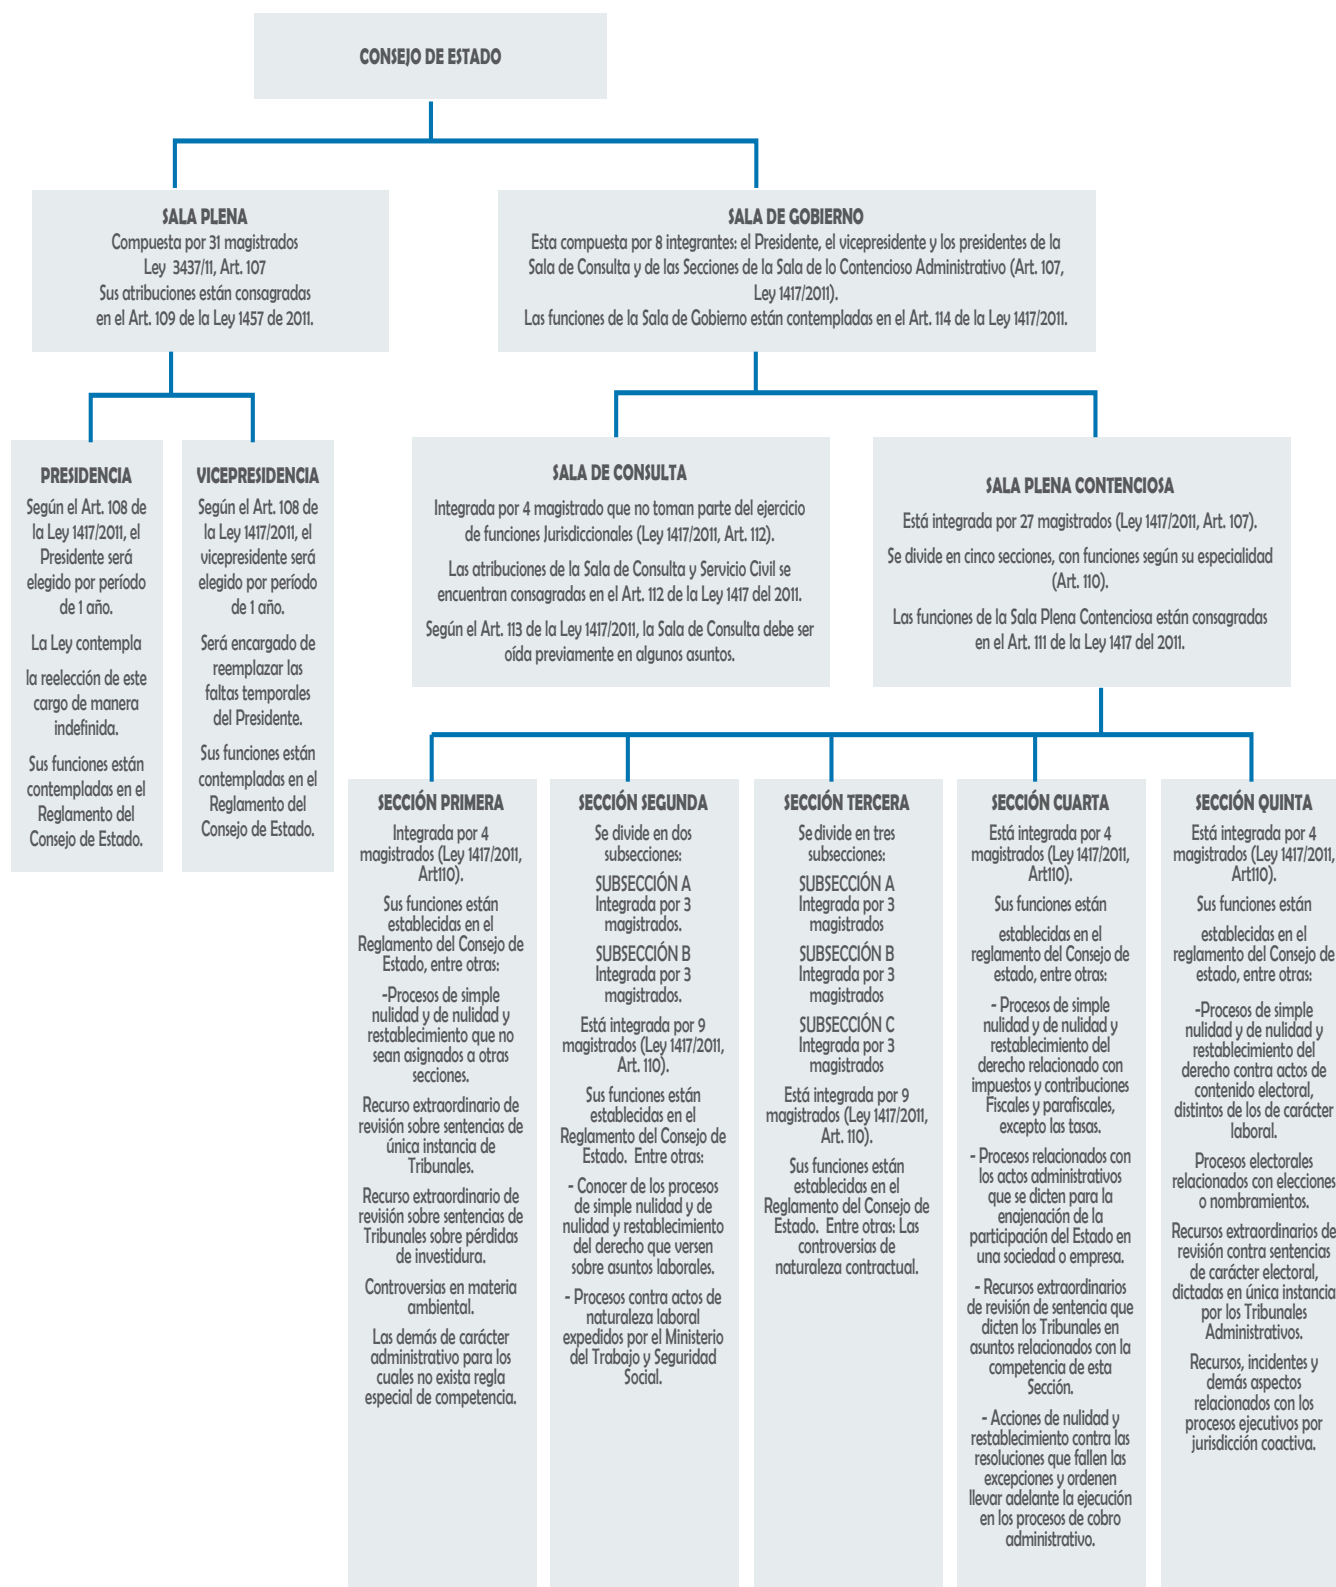 CONSEJO DE ESTADO
SALA PLENA
Compuesta por 31 magistrados
Ley 3437/11, Art. 107
Sus atribuciones están consagradas
en el Art. 109 de la Ley 1457 de 2011.
SALA DE GOBIERNO
Esta compuesta por 8 integrantes: el Presidente, el vicepresidente y los presidentes de la
Sala de Consulta y de las Secciones de la Sala de lo Contencioso Administrativo (Art. 107,
Ley 1417/2011).
Las funciones de la Sala de Gobierno están contempladas en el Art. 114 de la Ley 1417/2011.
PRESIDENCIA
Según el Art. 108 de
la Ley 1417/2011, el
Presidente será
elegido por período
de 1 año.
La Ley contempla
la reelección de este
cargo de manera
indefinida.
Sus funciones están
contempladas en el
Reglamento del
Consejo de Estado.
VICEPRESIDENCIA
Según el Art. 108 de
la Ley 1417/2011, el
vicepresidente será
elegido por período
de 1 año.
Será encargado de
reemplazar las
faltas temporales
del Presidente.
Sus funciones están
contempladas en el
Reglamento del
Consejo de Estado.
SALA DE CONSULTA
Integrada por 4 magistrado que no toman parte del ejercicio
de funciones Jurisdiccionales (Ley 1417/2011, Art. 112).
Las atribuciones de la Sala de Consulta y Servicio Civil se
encuentran consagradas en el Art. 112 de la Ley 1417 del 2011.
Según el Art. 113 de la Ley 1417/2011, la Sala de Consulta debe ser
oída previamente en algunos asuntos.
SALA PLENA CONTENCIOSA
Está integrada por 27 magistrados (Ley 1417/2011, Art. 107).
Se divide en cinco secciones, con funciones según su especialidad
(Art. 110).
Las funciones de la Sala Plena Contenciosa están consagradas
en el Art. 111 de la Ley 1417 del 2011.
SECCIÓN PRIMERA
Integrada por 4
magistrados (Ley 1417/2011,
Art110).
Sus funciones están
establecidas en el
Reglamento del Consejo de
Estado, entre otras:
-Procesos de simple
nulidad y de nulidad y
restablecimiento que no
sean asignados a otras
secciones.
Recurso extraordinario de
revisión sobre sentencias de
única instancia de
Tribunales.
Recurso extraordinario de
revisión sobre sentencias de
Tribunales sobre pérdidas
de investidura.
Controversias en materia
ambiental.
Las demás de carácter
administrativo para los
cuales no exista regla
especial de competencia.
SECCIÓN SEGUNDA
Se divide en dos
subsecciones:
SUBSECCIÓN A
Integrada por 3
magistrados.
SUBSECCIÓN B
Integrada por 3
magistrados.
Está integrada por 9
magistrados (Ley 1417/2011,
Art. 110).
Sus funciones están
establecidas en el
Reglamento del Consejo de
Estado. Entre otras:
- Conocer de los procesos
de simple nulidad y de
nulidad y restablecimiento
del derecho que versen
sobre asuntos laborales.
- Procesos contra actos de
naturaleza laboral
expedidos por el Ministerio
del Trabajo y Seguridad
Social.
SECCIÓN TERCERA
Se divide en tres
subsecciones:
SUBSECCIÓN A
Integrada por 3
magistrados
SUBSECCIÓN B
Integrada por 3
magistrados
SUBSECCIÓN C
Integrada por 3
magistrados
Está integrada por 9
magistrados (Ley 1417/2011,
Art. 110).
Sus funciones están
establecidas en el
Reglamento del Consejo de
Estado. Entre otras: Las
controversias de
naturaleza contractual.
SECCIÓN CUARTA
Está integrada por 4
magistrados (Ley 1417/2011,
Art110).
Sus funciones están
establecidas en el
reglamento del Consejo de
estado, entre otras:
- Procesos de simple
nulidad y de nulidad y
restablecimiento del
derecho relacionado con
impuestos y contribuciones
Fiscales y parafiscales,
excepto las tasas.
- Procesos relacionados con
los actos administrativos
que se dicten para la
enajenación de la
participación del Estado en
una sociedad o empresa.
- Recursos extraordinarios
de revisión de sentencia que
dicten los Tribunales en
asuntos relacionados con la
competencia de esta
Sección.
- Acciones de nulidad y
restablecimiento contra las
resoluciones que fallen las
excepciones y ordenen
llevar adelante la ejecución
en los procesos de cobro
administrativo.
SECCIÓN QUINTA
Está integrada por 4
magistrados (Ley 1417/2011,
Art110).
Sus funciones están
establecidas en el
reglamento del Consejo de
estado, entre otras:
-Procesos de simple
nulidad y de nulidad y
restablecimiento del
derecho contra actos de
contenido electoral,
distintos de los de carácter
laboral.
Procesos electorales
relacionados con elecciones
o nombramientos.
Recursos extraordinarios de
revisión contra sentencias
de carácter electoral,
dictadas en única instancia
por los Tribunales
Administrativos.
Recursos, incidentes y
demás aspectos
relacionados con los
procesos ejecutivos por
jurisdicción coactiva.